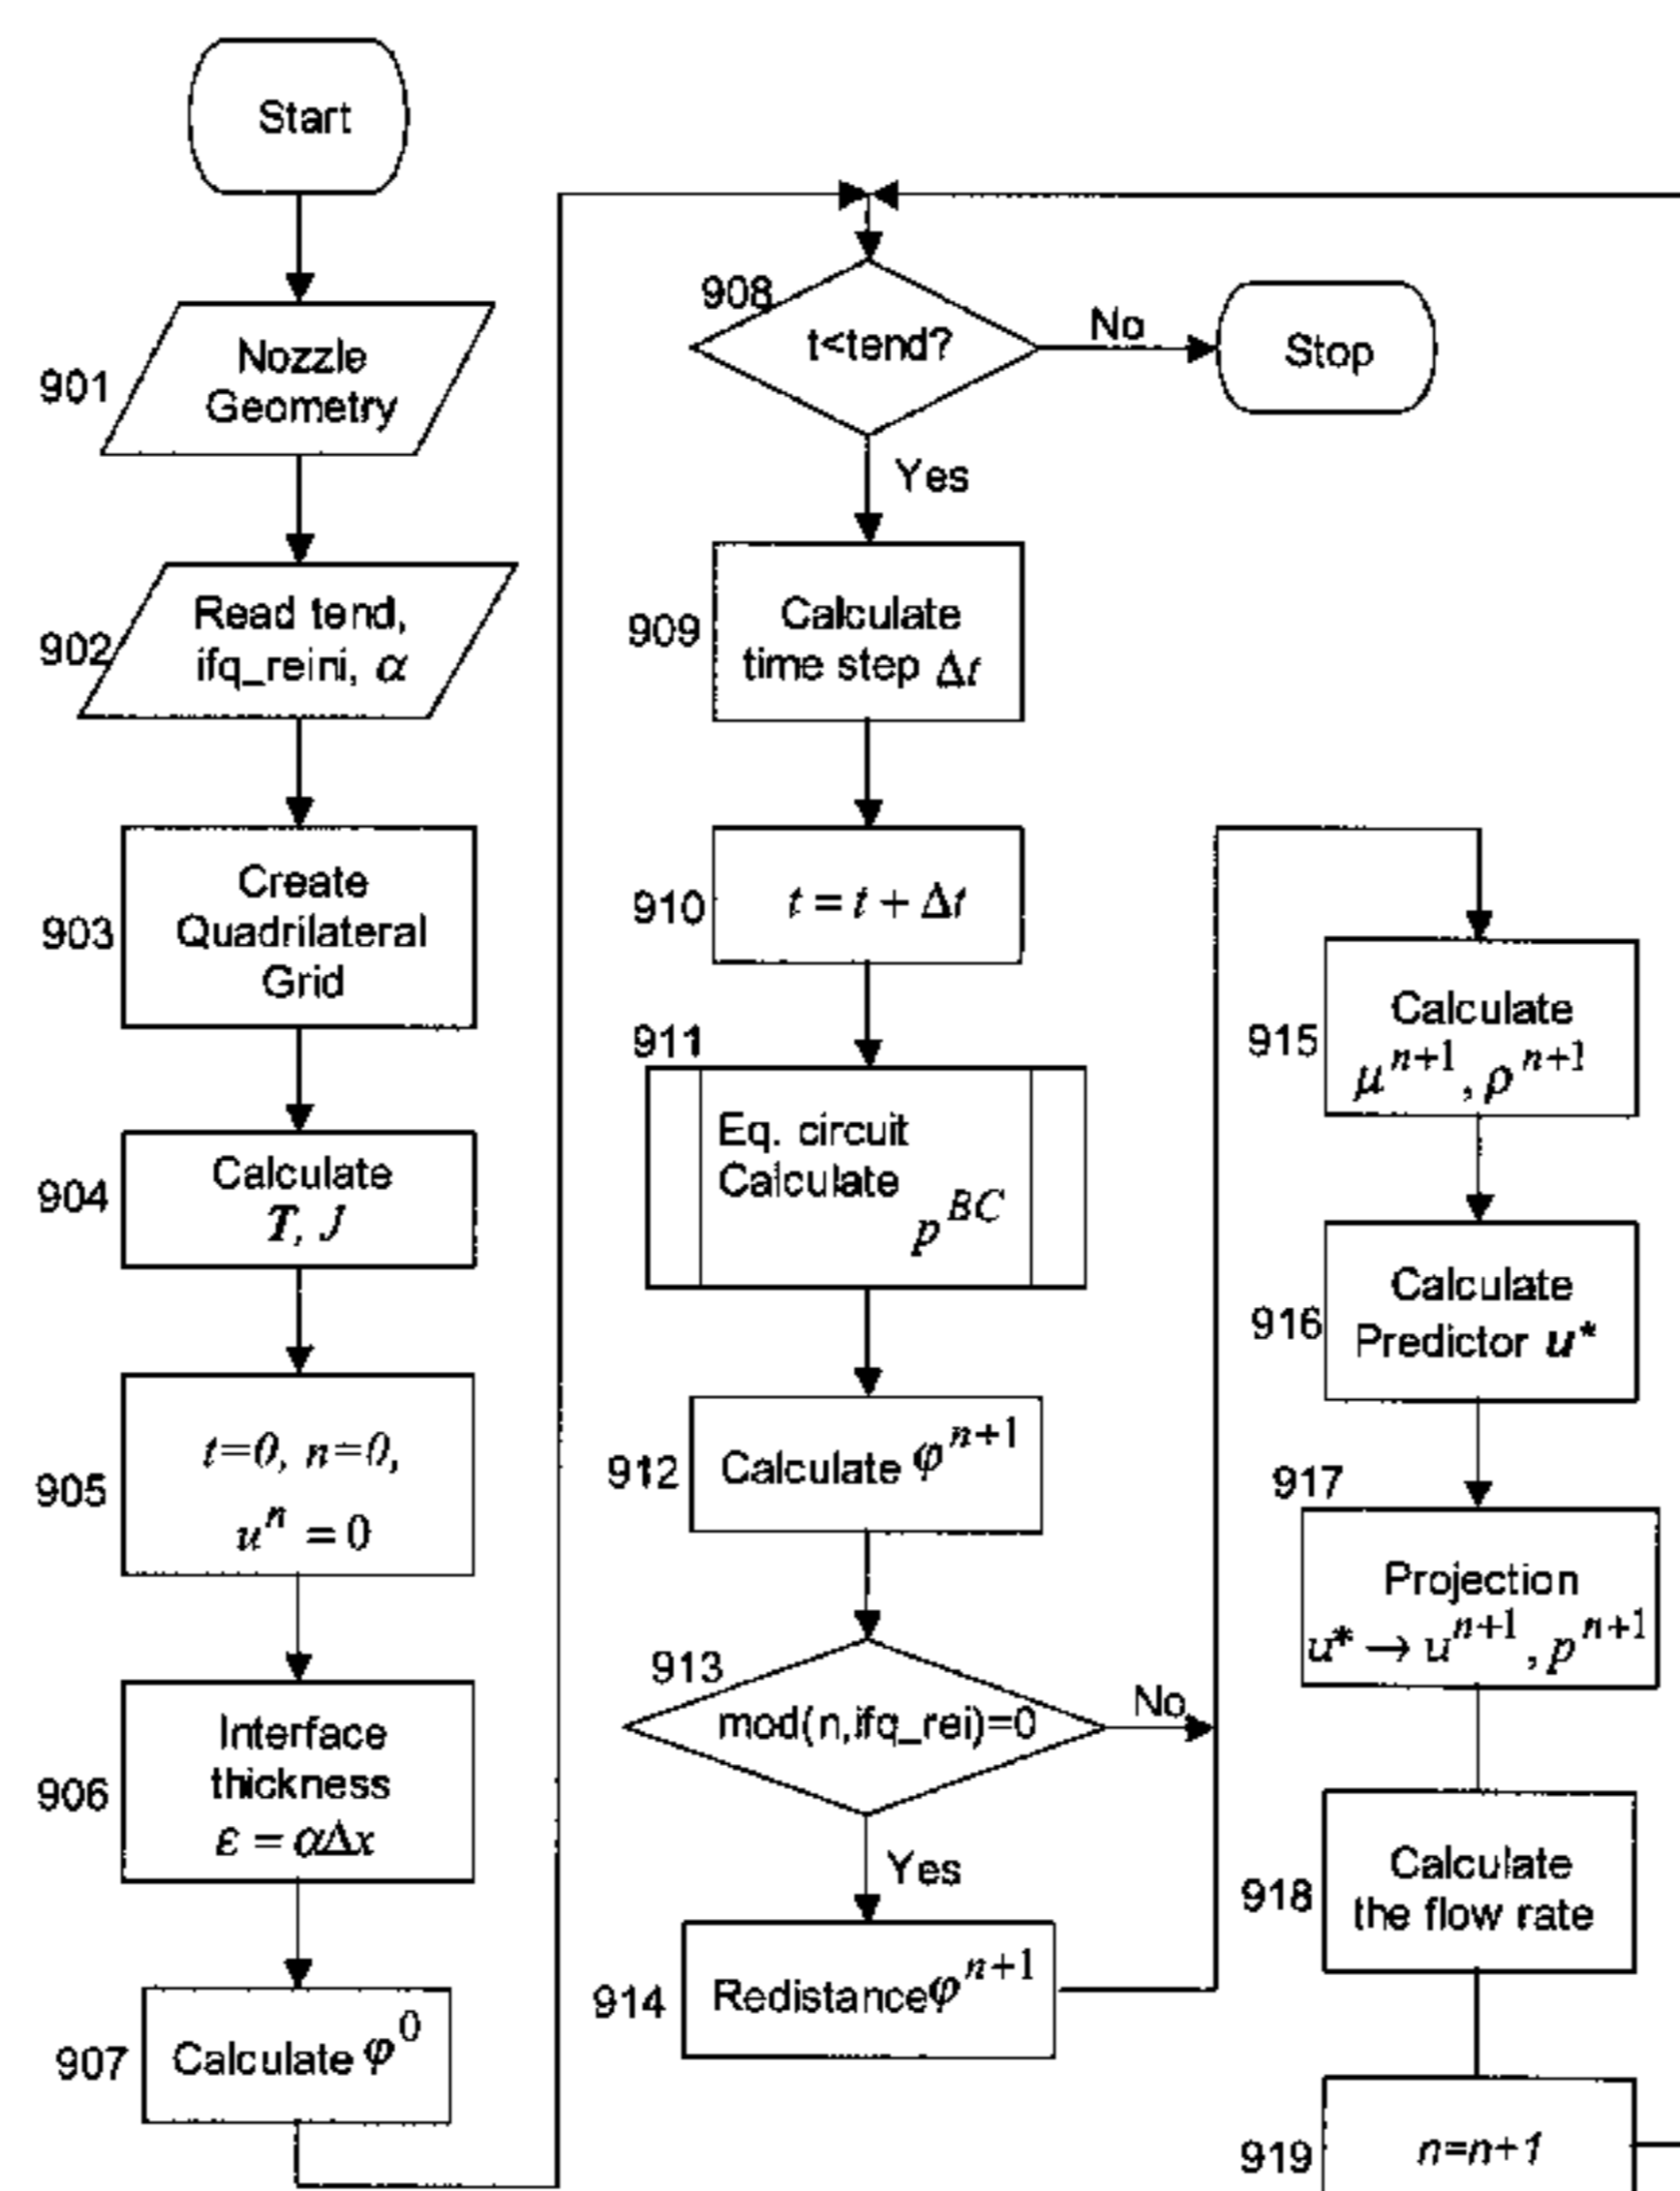 Start
901
Nozzle
Geometry
902
Read tend,
ifq_reini, α
903
Create
Quadrilateral
Grid
904
Calculate
T, J
905
t=0, n=0,
uⁿ = 0
906
Interface
thickness
ε = αΔx
907
Calculate φ⁰
908
t<tend?
No
Stop
Yes
909
Calculate
time step Δt
910
t = t + Δt
911
Eq. circuit
Calculate
p^BC
912
Calculate φ^n+1
913
mod(n,ifq_rei)=0
No
Yes
914
Redistance φ^n+1
915
Calculate
μ^n+1, ρ^n+1
916
Calculate
Predictor u*
917
Projection
u* → u^n+1, p^n+1
918
Calculate
the flow rate
919
n=n+1